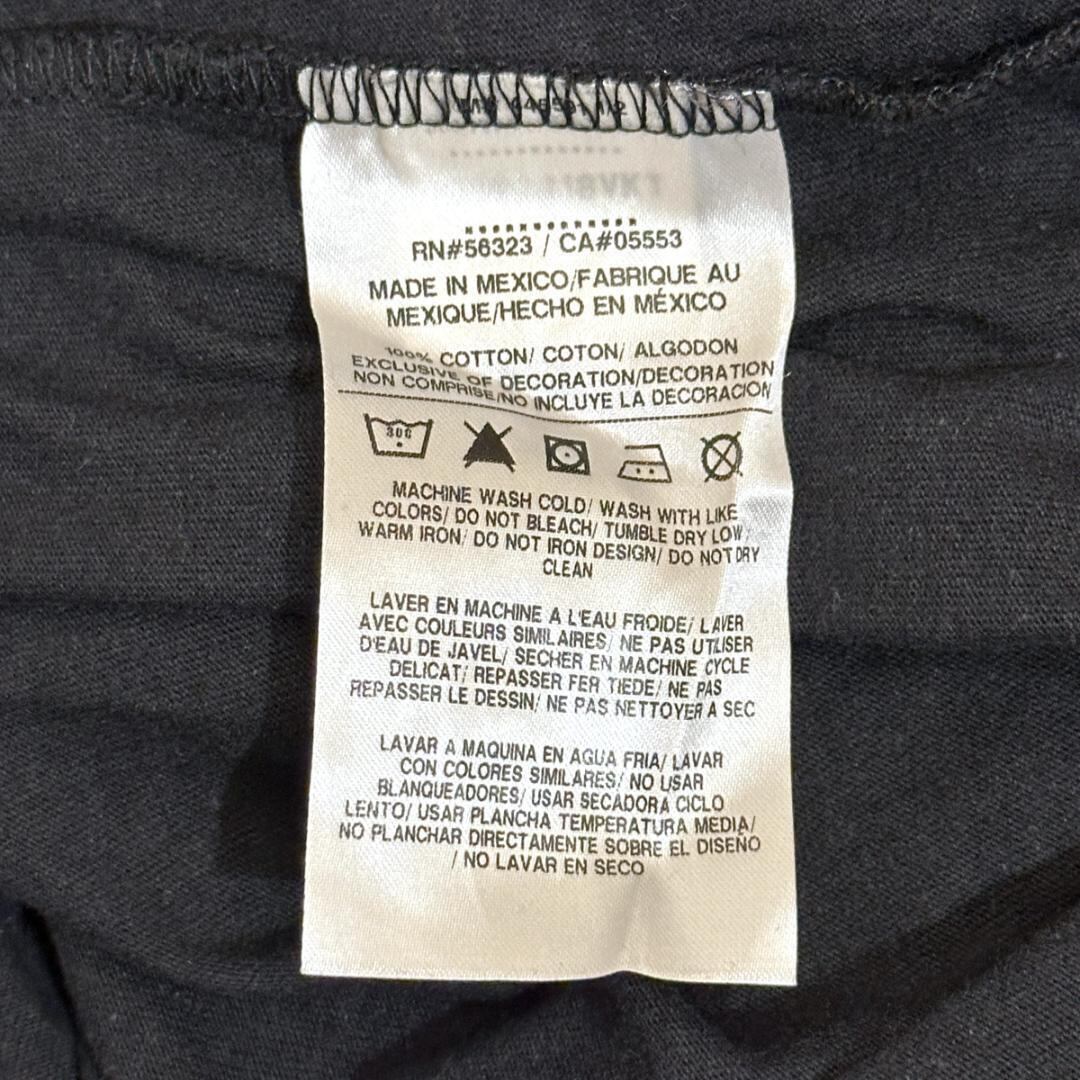 RN#56323 / CA#05553
MADE IN MEXICO/FABRIQUE AU
MEXIQUE/HECHO EN MÉXICO
100% COTTON/ COTON/ ALGODON
EXCLUSIVE OF DECORATION/DECORATION
NON COMPRISE/NO INCLUYE LA DECORACION
30C
MACHINE WASH COLD/ WASH WITH LIKE
COLORS/ DO NOT BLEACH/ TUMBLE DRY LOW/
WARM IRON/ DO NOT IRON DESIGN/ DO NOT DRY
CLEAN
LAVER EN MACHINE A L'EAU FROIDE/ LAVER
AVEC COULEURS SIMILAIRES/ NE PAS UTILISER
D'EAU DE JAVEL/ SECHER EN MACHINE CYCLE
DELICAT/ REPASSER FER TIEDE/ NE PAS
REPASSER LE DESSIN/ NE PAS NETTOYER A SEC
LAVAR A MAQUINA EN AGUA FRIA/ LAVAR
CON COLORES SIMILARES/ NO USAR
BLANQUEADORES/ USAR SECADORA CICLO
LENTO/ USAR PLANCHA TEMPERATURA MEDIA/
NO PLANCHAR DIRECTAMENTE SOBRE EL DISEÑO
/ NO LAVAR EN SECO